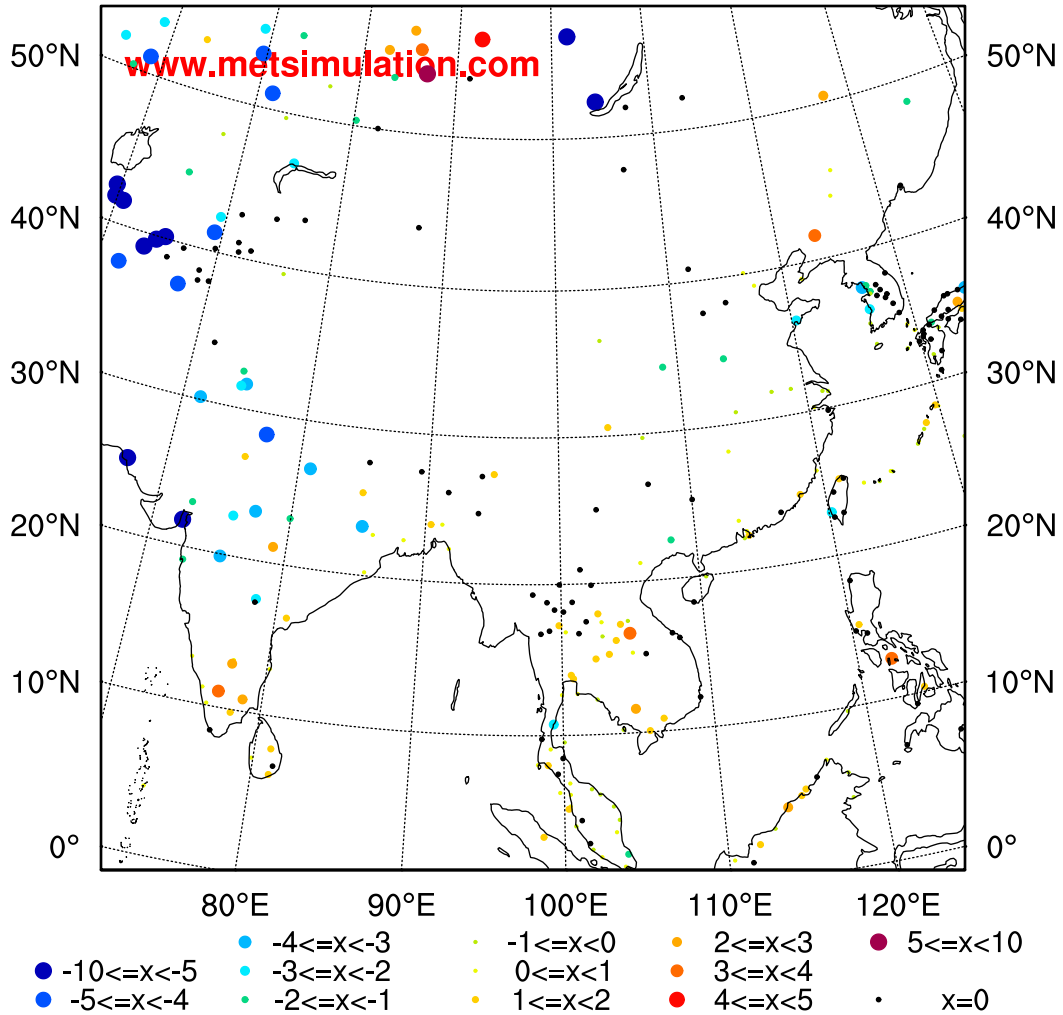 50°N 50°N
www.metsimulation.com
40°N 40°N
30°N 30°N
20°N 20°N
10°N 10°N
0° 0°
80°E 90°E 100°E 110°E 120°E
-4<=x<-3 -1<=x<0 2<=x<3 5<=x<10
-10<=x<-5 -3<=x<-2 0<=x<1 3<=x<4
-5<=x<-4 -2<=x<-1 1<=x<2 4<=x<5 x=0